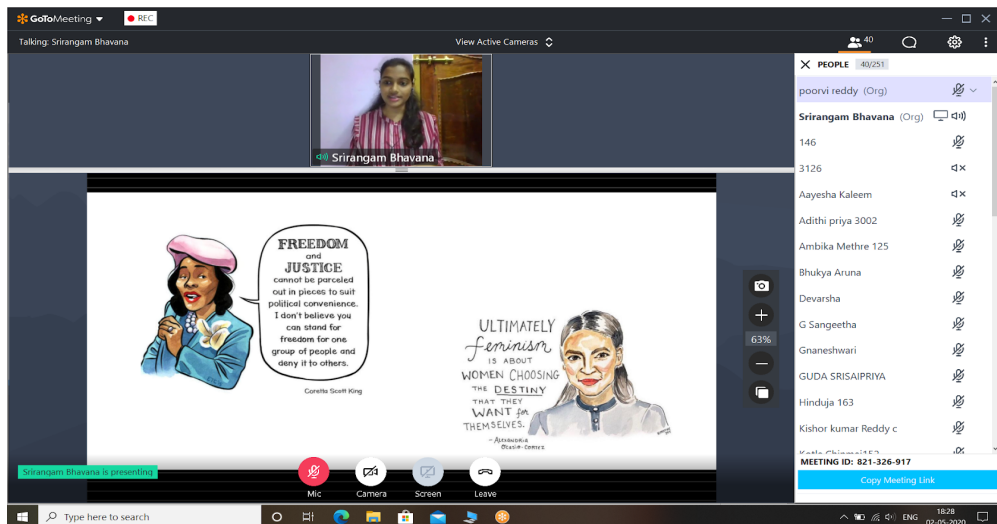 GoToMeeting
REC
Talking: Srirangam Bhavana
View Active Cameras
40
Srirangam Bhavana
FREEDOM
and
JUSTICE
cannot be parceled
out in pieces to suit
political convenience.
I don't believe you
can stand for
freedom for one
group of people and
deny it to others.
Coretta Scott King
ULTIMATELY
feminism
IS ABOUT
WOMEN CHOOSING
THE DESTINY
THAT THEY
WANT for
THEMSELVES.
- ALEXANDRIA
OCASIO-CORTEZ
63%
Srirangam Bhavana is presenting
Mic
Camera
Screen
Leave
PEOPLE 40/251
poorvi reddy (Org)
Srirangam Bhavana (Org)
146
3126
Aayesha Kaleem
Adithi priya 3002
Ambika Methre 125
Bhukya Aruna
Devarsha
G Sangeetha
Gnaneshwari
GUDA SRISAIPRIYA
Hinduja 163
Kishor kumar Reddy c
MEETING ID: 821-326-917
Copy Meeting Link
Type here to search
ENG
18:28
02-05-2020